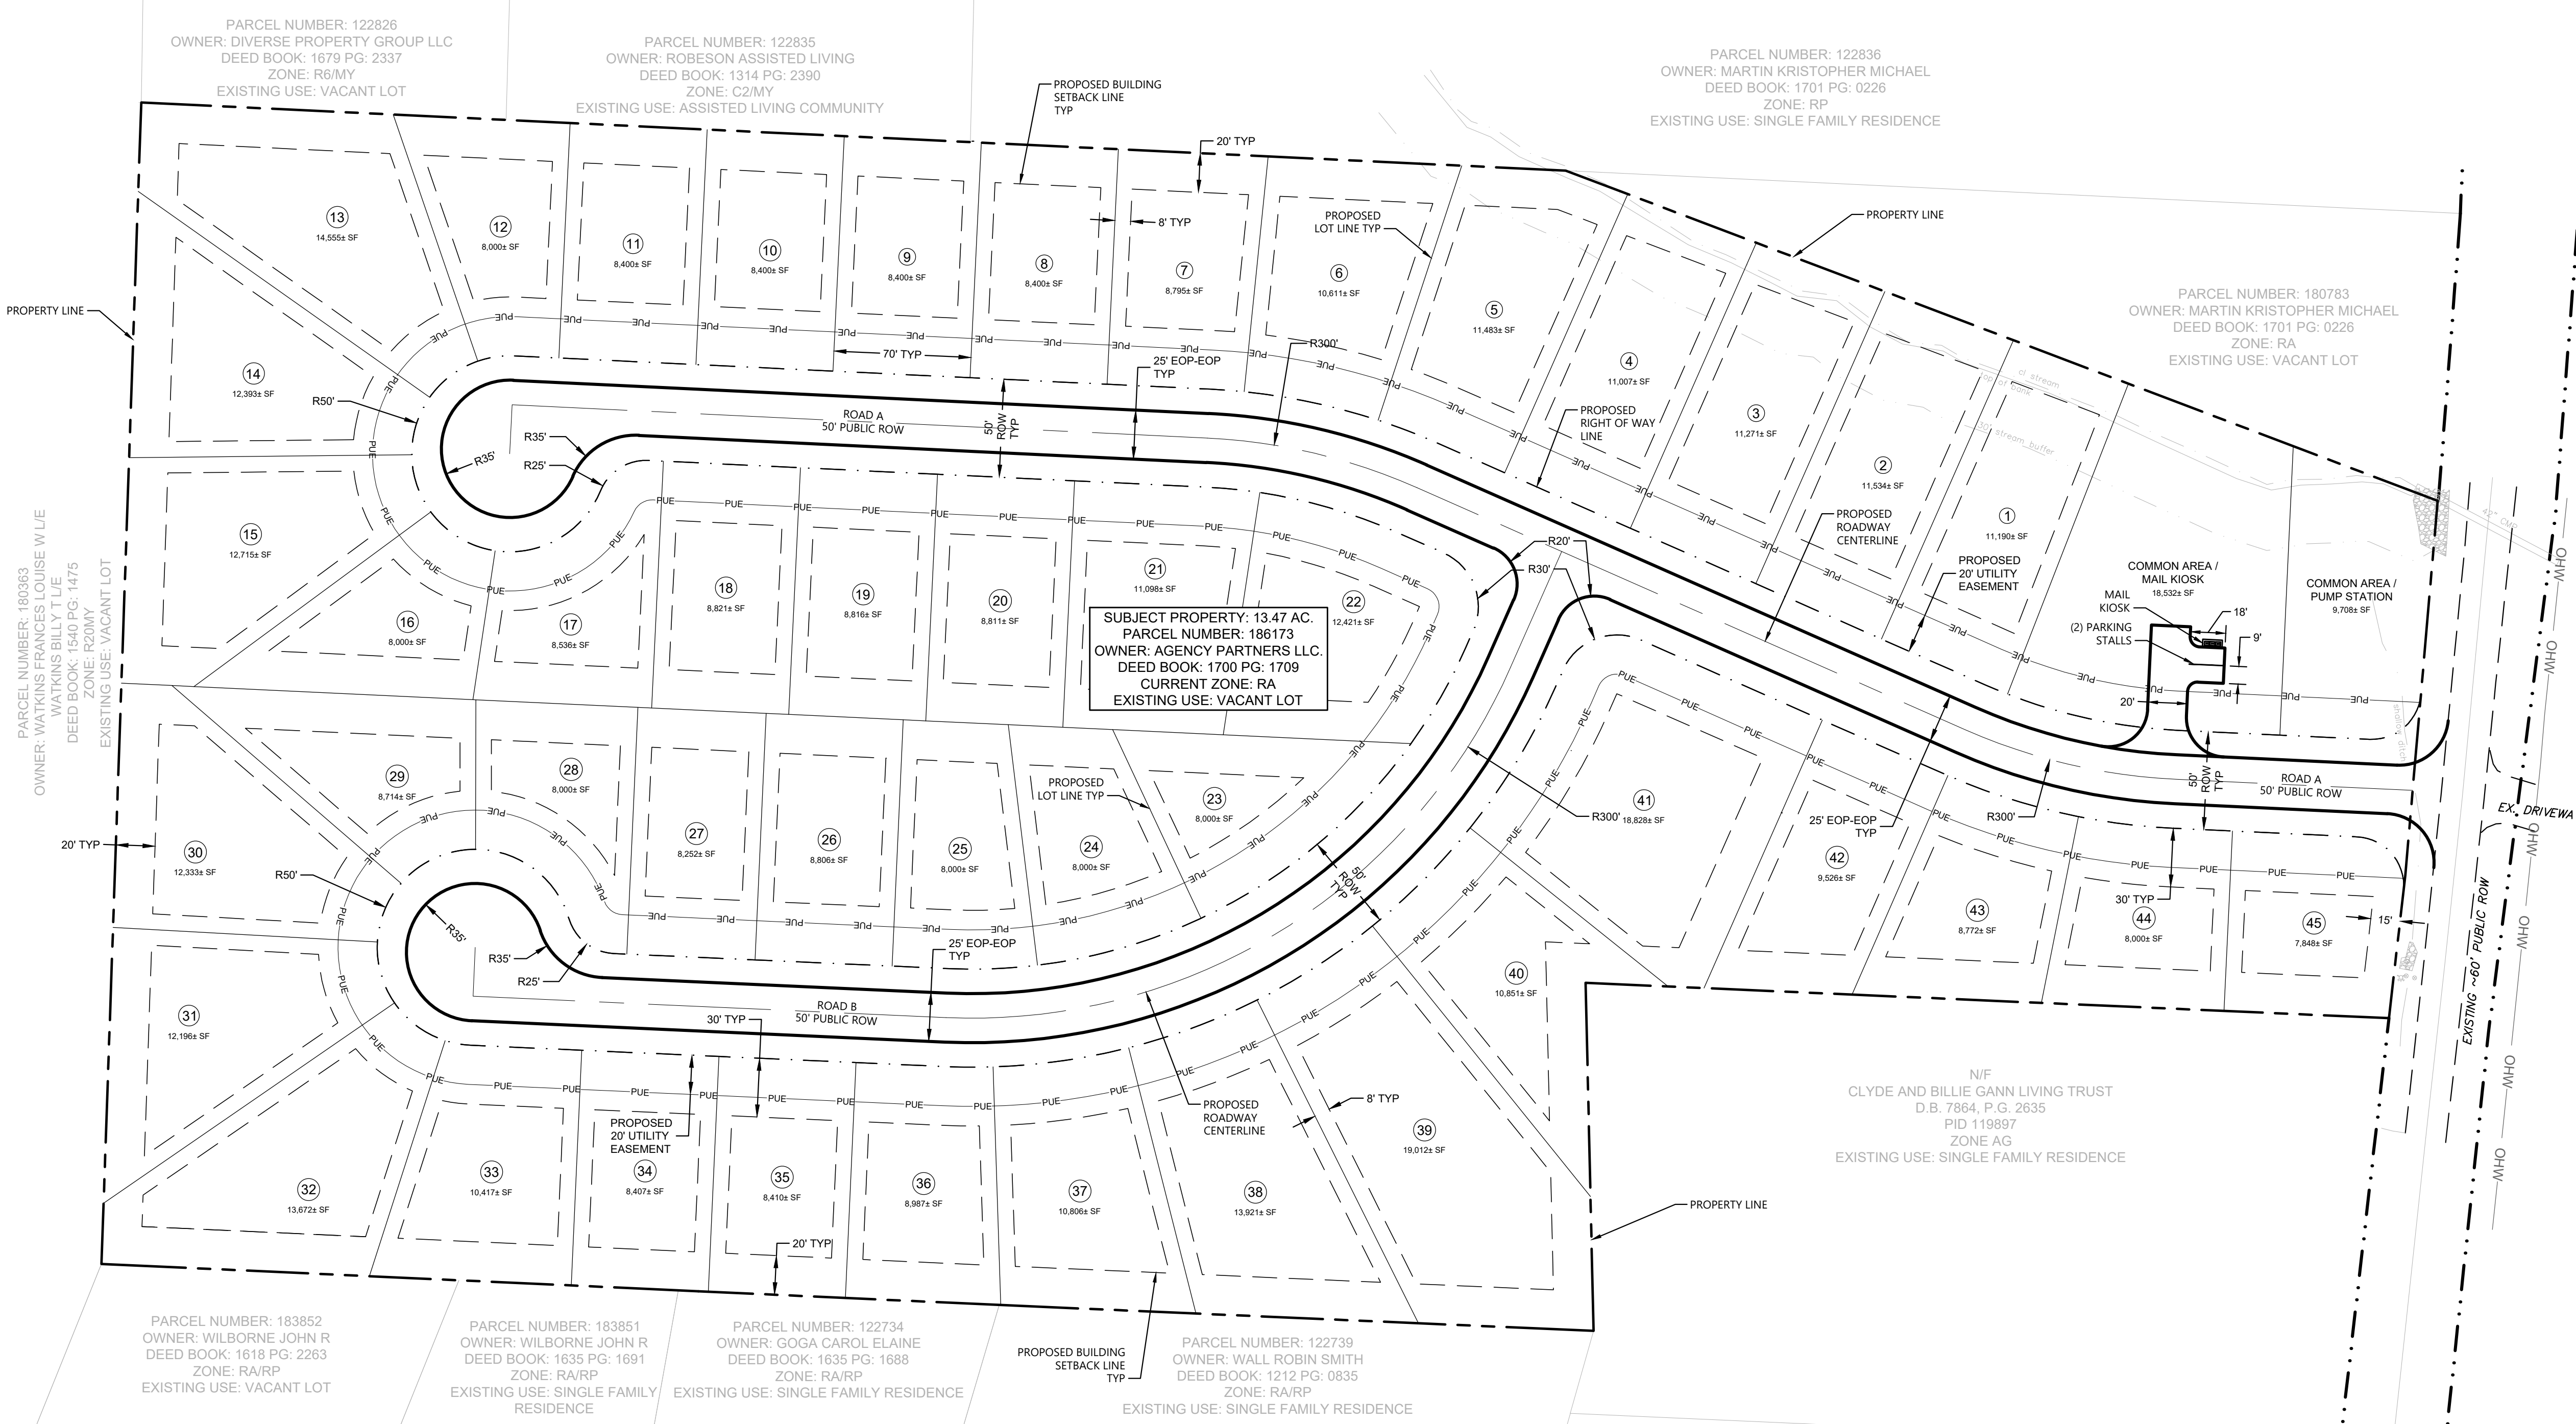 PARCEL NUMBER: 122826
OWNER: DIVERSE PROPERTY GROUP LLC
DEED BOOK: 1679 PG: 2337
ZONE: R6/MY
EXISTING USE: VACANT LOT
PARCEL NUMBER: 122835
OWNER: ROBESON ASSISTED LIVING
DEED BOOK: 1314 PG: 2390
ZONE: C2/MY
EXISTING USE: ASSISTED LIVING COMMUNITY
PARCEL NUMBER: 122836
OWNER: MARTIN KRISTOPHER MICHAEL
DEED BOOK: 1701 PG: 0226
ZONE: RP
EXISTING USE: SINGLE FAMILY RESIDENCE
PROPOSED BUILDING
SETBACK LINE
TYP
20' TYP
8' TYP
PROPOSED
LOT LINE TYP
PROPERTY LINE
PARCEL NUMBER: 180783
OWNER: MARTIN KRISTOPHER MICHAEL
DEED BOOK: 1701 PG: 0226
ZONE: RA
EXISTING USE: VACANT LOT
PROPERTY LINE
13
14,555± SF
12
8,000± SF
11
8,400± SF
10
8,400± SF
9
8,400± SF
8
8,400± SF
7
8,795± SF
6
10,611± SF
5
11,483± SF
4
11,007± SF
3
11,271± SF
2
11,534± SF
1
11,190± SF
cl stream
top of bank
30' stream buffer
42" CMP
14
12,393± SF
R50'
R35'
R35'
R25'
70' TYP
25' EOP-EOP
TYP
R300'
ROAD A
50' PUBLIC ROW
50'
ROW
TYP
PROPOSED
RIGHT OF WAY
LINE
PROPOSED
ROADWAY
CENTERLINE
PROPOSED
20' UTILITY
EASEMENT
COMMON AREA /
MAIL KIOSK
18,532± SF
COMMON AREA /
PUMP STATION
9,708± SF
MAIL
KIOSK
(2) PARKING
STALLS
18'
9'
20'
shallow ditch
PARCEL NUMBER: 180363
OWNER: WATKINS FRANCES LOUISE W L/E
WATKINS BILLY T L/E
DEED BOOK: 1540 PG: 1475
ZONE: R20MY
EXISTING USE: VACANT LOT
15
12,715± SF
16
8,000± SF
17
8,536± SF
18
8,821± SF
19
8,816± SF
20
8,811± SF
21
11,098± SF
22
12,421± SF
R20'
R30'
SUBJECT PROPERTY: 13.47 AC.
PARCEL NUMBER: 186173
OWNER: AGENCY PARTNERS LLC.
DEED BOOK: 1700 PG: 1709
CURRENT ZONE: RA
EXISTING USE: VACANT LOT
29
8,714± SF
28
8,000± SF
27
8,252± SF
26
8,806± SF
25
8,000± SF
24
8,000± SF
23
8,000± SF
PROPOSED
LOT LINE TYP
41
18,828± SF
R300'
25' EOP-EOP
TYP
R300'
50'
ROW
TYP
ROAD A
50' PUBLIC ROW
EX. DRIVEWA
20' TYP
30
12,333± SF
R50'
R35'
R35'
R25'
25' EOP-EOP
TYP
50'
ROW
TYP
42
9,526± SF
43
8,772± SF
30' TYP
44
8,000± SF
45
7,848± SF
15'
EXISTING ~60' PUBLIC ROW
31
12,196± SF
ROAD B
50' PUBLIC ROW
30' TYP
40
10,851± SF
PROPOSED
20' UTILITY
EASEMENT
PROPOSED
ROADWAY
CENTERLINE
8' TYP
32
13,672± SF
33
10,417± SF
34
8,407± SF
35
8,410± SF
36
8,987± SF
37
10,806± SF
38
13,921± SF
39
19,012± SF
20' TYP
PROPERTY LINE
N/F
CLYDE AND BILLIE GANN LIVING TRUST
D.B. 7864, P.G. 2635
PID 119897
ZONE AG
EXISTING USE: SINGLE FAMILY RESIDENCE
PARCEL NUMBER: 183852
OWNER: WILBORNE JOHN R
DEED BOOK: 1618 PG: 2263
ZONE: RA/RP
EXISTING USE: VACANT LOT
PARCEL NUMBER: 183851
OWNER: WILBORNE JOHN R
DEED BOOK: 1635 PG: 1691
ZONE: RA/RP
EXISTING USE: SINGLE FAMILY
RESIDENCE
PARCEL NUMBER: 122734
OWNER: GOGA CAROL ELAINE
DEED BOOK: 1635 PG: 1688
ZONE: RA/RP
EXISTING USE: SINGLE FAMILY RESIDENCE
PROPOSED BUILDING
SETBACK LINE
TYP
PARCEL NUMBER: 122739
OWNER: WALL ROBIN SMITH
DEED BOOK: 1212 PG: 0835
ZONE: RA/RP
EXISTING USE: SINGLE FAMILY RESIDENCE
PUE
OHW
OHW
OHW
OHW
OHW
OHW